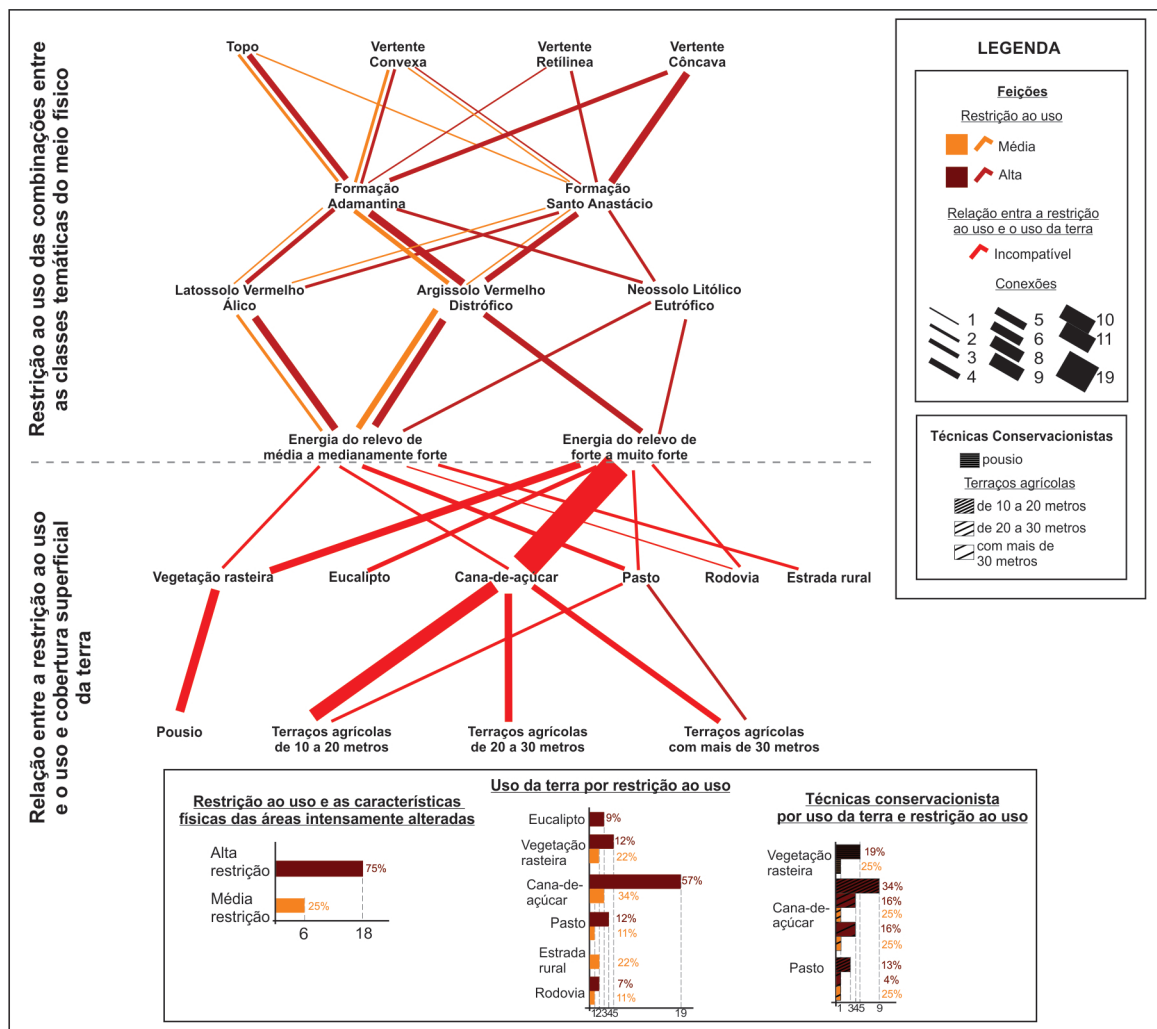 Restrição ao uso das combinações entre
as classes temáticas do meio físico
Relação entre a restrição ao uso
e o uso e cobertura superficial
da terra
Topo
Vertente
Convexa
Vertente
Retílinea
Vertente
Côncava
Formação
Adamantina
Formação
Santo Anastácio
Latossolo Vermelho
Álico
Argissolo Vermelho
Distrófico
Neossolo Litólico
Eutrófico
Energia do relevo de
média a medianamente forte
Energia do relevo de
forte a muito forte
Vegetação rasteira
Eucalipto
Cana-de-açúcar
Pasto
Rodovia
Estrada rural
Pousio
Terraços agrícolas
de 10 a 20 metros
Terraços agrícolas
de 20 a 30 metros
Terraços agrícolas
com mais de 30 metros
LEGENDA
Feições
Restrição ao uso
Média
Alta
Relação entra a restrição
ao uso e o uso da terra
Incompatível
Conexões
1
2
3
4
5
6
8
9
10
11
19
Técnicas Conservacionistas
pousio
Terraços agrícolas
de 10 a 20 metros
de 20 a 30 metros
com mais de
30 metros
Restrição ao uso e as características
físicas das áreas intensamente alteradas
Alta
restrição
75%
Média
restrição
25%
6 18
Uso da terra por restrição ao uso
Eucalipto
9%
Vegetação
rasteira
12%
22%
Cana-de-
açúcar
57%
34%
Pasto
12%
11%
Estrada
rural
22%
Rodovia
7%
11%
12345 19
Técnicas conservacionista
por uso da terra e restrição ao uso
Vegetação
rasteira
19%
25%
Cana-de-
açúcar
34%
16%
25%
16%
25%
Pasto
13%
4%
25%
1 345 9